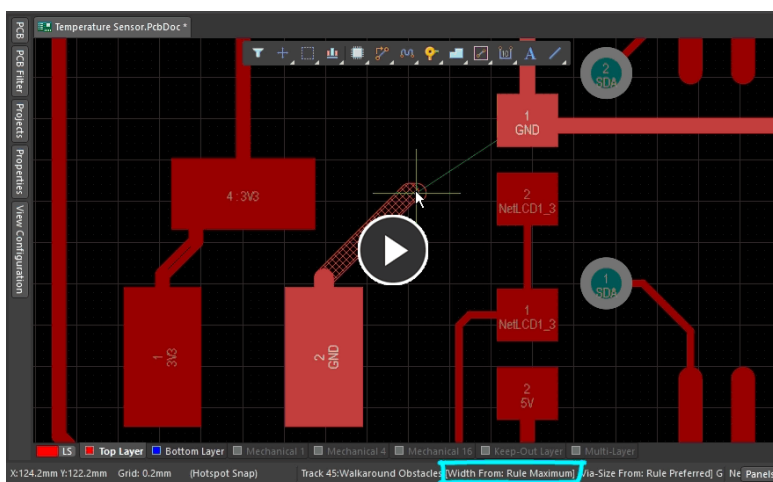 Temperature Sensor.PcbDoc *
PCB
PCB Filter
Projects
Properties
View Configuration
A
2
SDA
1
GND
4 : 3V3
2
NetLCD1_3
1
SDA
1
NetLCD1_3
1
3V3
2
GND
2
5V
LS Top Layer Bottom Layer Mechanical 1 Mechanical 4 Mechanical 16 Keep-Out Layer Multi-Layer
X:124.2mm Y:122.2mm Grid: 0.2mm (Hotspot Snap) Track 45:Walkaround Obstacles [Width From: Rule Maximum] Via-Size From: Rule Preferred] G Ne Panels